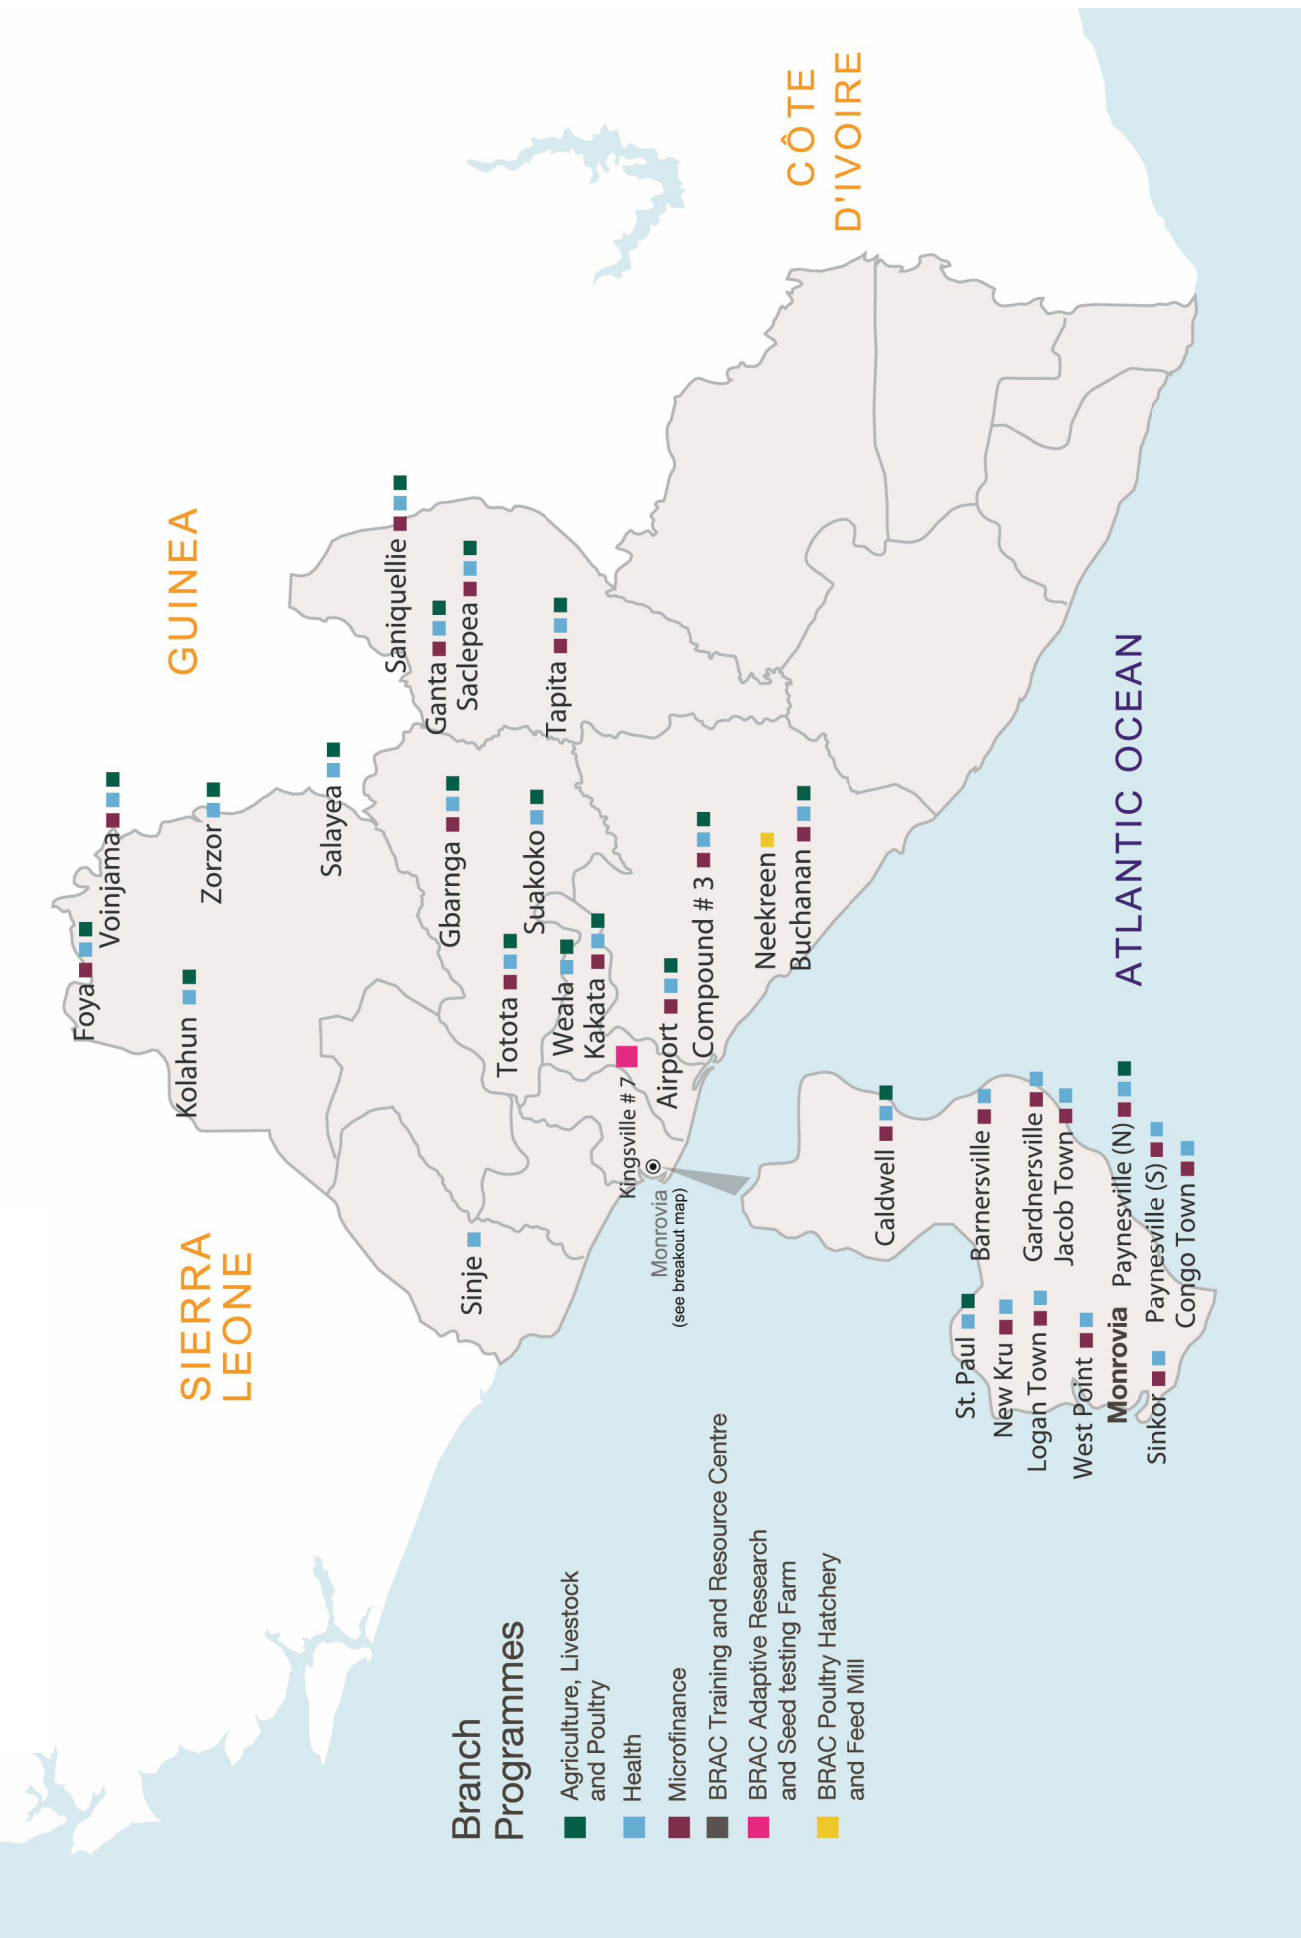 SIERRA
LEONE
GUINEA
CÔTE
D'IVOIRE
ATLANTIC OCEAN
Foya
Voinjama
Kolahun
Zorzor
Salayea
Saniquellie
Ganta
Saclepea
Tapita
Gbarnga
Suakoko
Totota
Weala
Kakata
Kingsville # 7
Airport
Compound # 3
Neekreen
Buchanan
Sinje
Monrovia
(see breakout map)
Caldwell
Barnersville
Gardnersville
Jacob Town
Paynesville (N)
Paynesville (S)
Congo Town
St. Paul
New Kru
Logan Town
West Point
Monrovia
Sinkor
Branch
Programmes
Agriculture, Livestock
and Poultry
Health
Microfinance
BRAC Training and Resource Centre
BRAC Adaptive Research
and Seed testing Farm
BRAC Poultry Hatchery
and Feed Mill